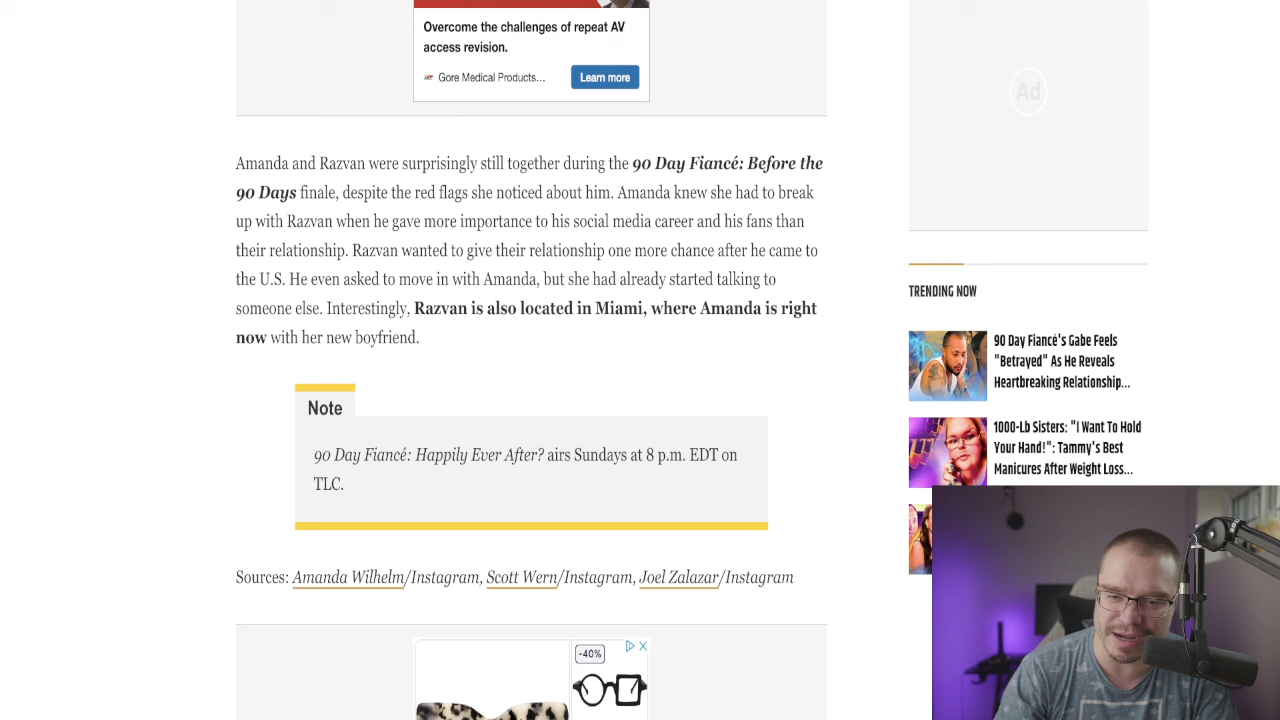 Overcome the challenges of repeat AV
access revision.
Gore Medical Products...
Learn more
Ad
Amanda and Razvan were surprisingly still together during the 90 Day Fiancé: Before the
90 Days finale, despite the red flags she noticed about him. Amanda knew she had to break
up with Razvan when he gave more importance to his social media career and his fans than
their relationship. Razvan wanted to give their relationship one more chance after he came to
the U.S. He even asked to move in with Amanda, but she had already started talking to
someone else. Interestingly, Razvan is also located in Miami, where Amanda is right
now with her new boyfriend.
Note
90 Day Fiancé: Happily Ever After? airs Sundays at 8 p.m. EDT on
TLC.
Sources: Amanda Wilhelm/Instagram, Scott Wern/Instagram, Joel Zalazar/Instagram
-40%
TRENDING NOW
90 Day Fiancé's Gabe Feels
"Betrayed" As He Reveals
Heartbreaking Relationship...
1000-Lb Sisters: "I Want To Hold
Your Hand!": Tammy's Best
Manicures After Weight Loss...